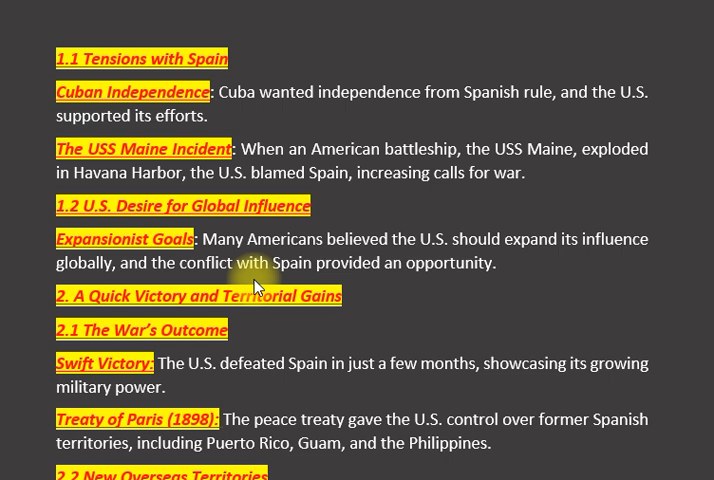 1.1 Tensions with Spain
Cuban Independence: Cuba wanted independence from Spanish rule, and the U.S.
supported its efforts.
The USS Maine Incident: When an American battleship, the USS Maine, exploded
in Havana Harbor, the U.S. blamed Spain, increasing calls for war.
1.2 U.S. Desire for Global Influence
Expansionist Goals: Many Americans believed the U.S. should expand its influence
globally, and the conflict with Spain provided an opportunity.
2. A Quick Victory and Territorial Gains
2.1 The War’s Outcome
Swift Victory: The U.S. defeated Spain in just a few months, showcasing its growing
military power.
Treaty of Paris (1898): The peace treaty gave the U.S. control over former Spanish
territories, including Puerto Rico, Guam, and the Philippines.
2.2 New Overseas Territories